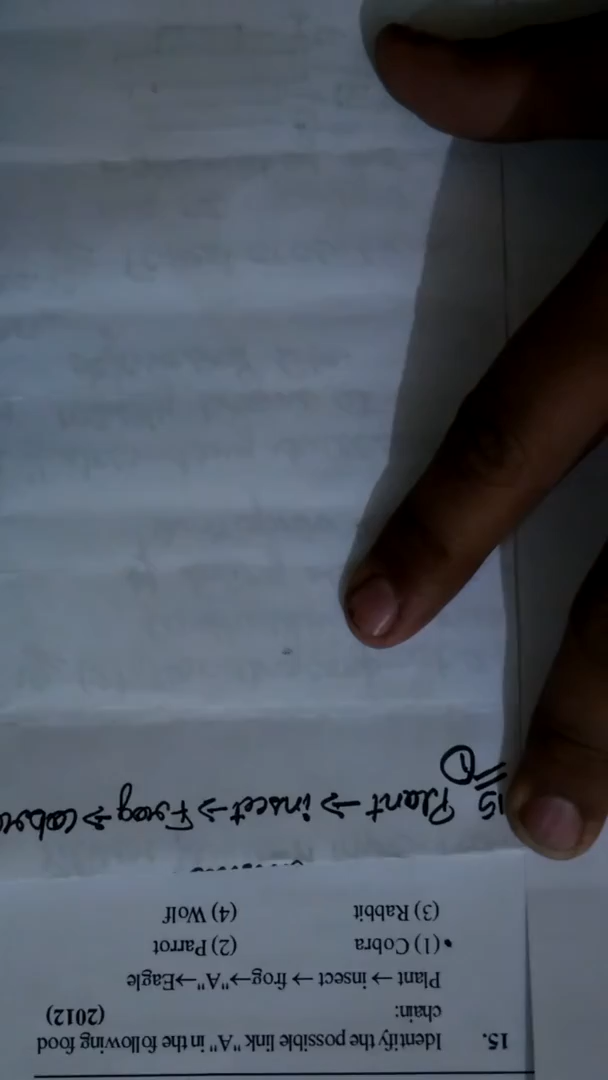 15. Identify the possible link "A" in the following food
chain: (2012)
Plant → insect → frog→"A"→Eagle
• (1) Cobra (2) Parrot
(3) Rabbit (4) Wolf
15 Plant → insect → Frog →
1